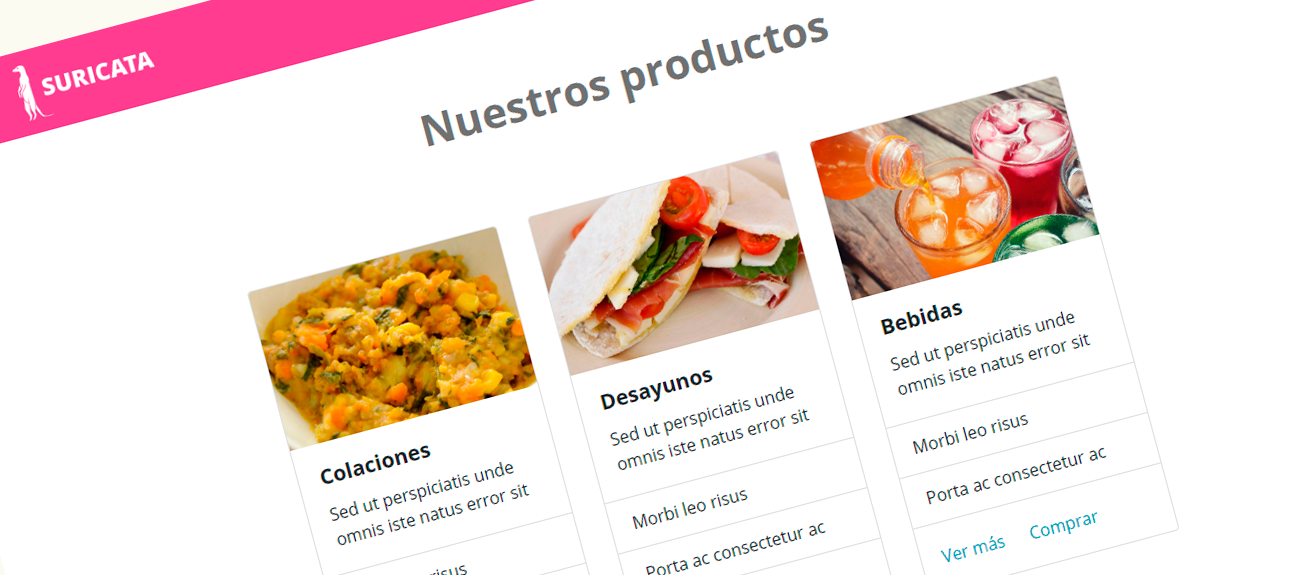 SURICATA
Nuestros productos
Colaciones
Sed ut perspiciatis unde
omnis iste natus error sit
risus
Desayunos
Sed ut perspiciatis unde
omnis iste natus error sit
Morbi leo risus
Porta ac consectetur ac
Bebidas
Sed ut perspiciatis unde
omnis iste natus error sit
Morbi leo risus
Porta ac consectetur ac
Ver más Comprar